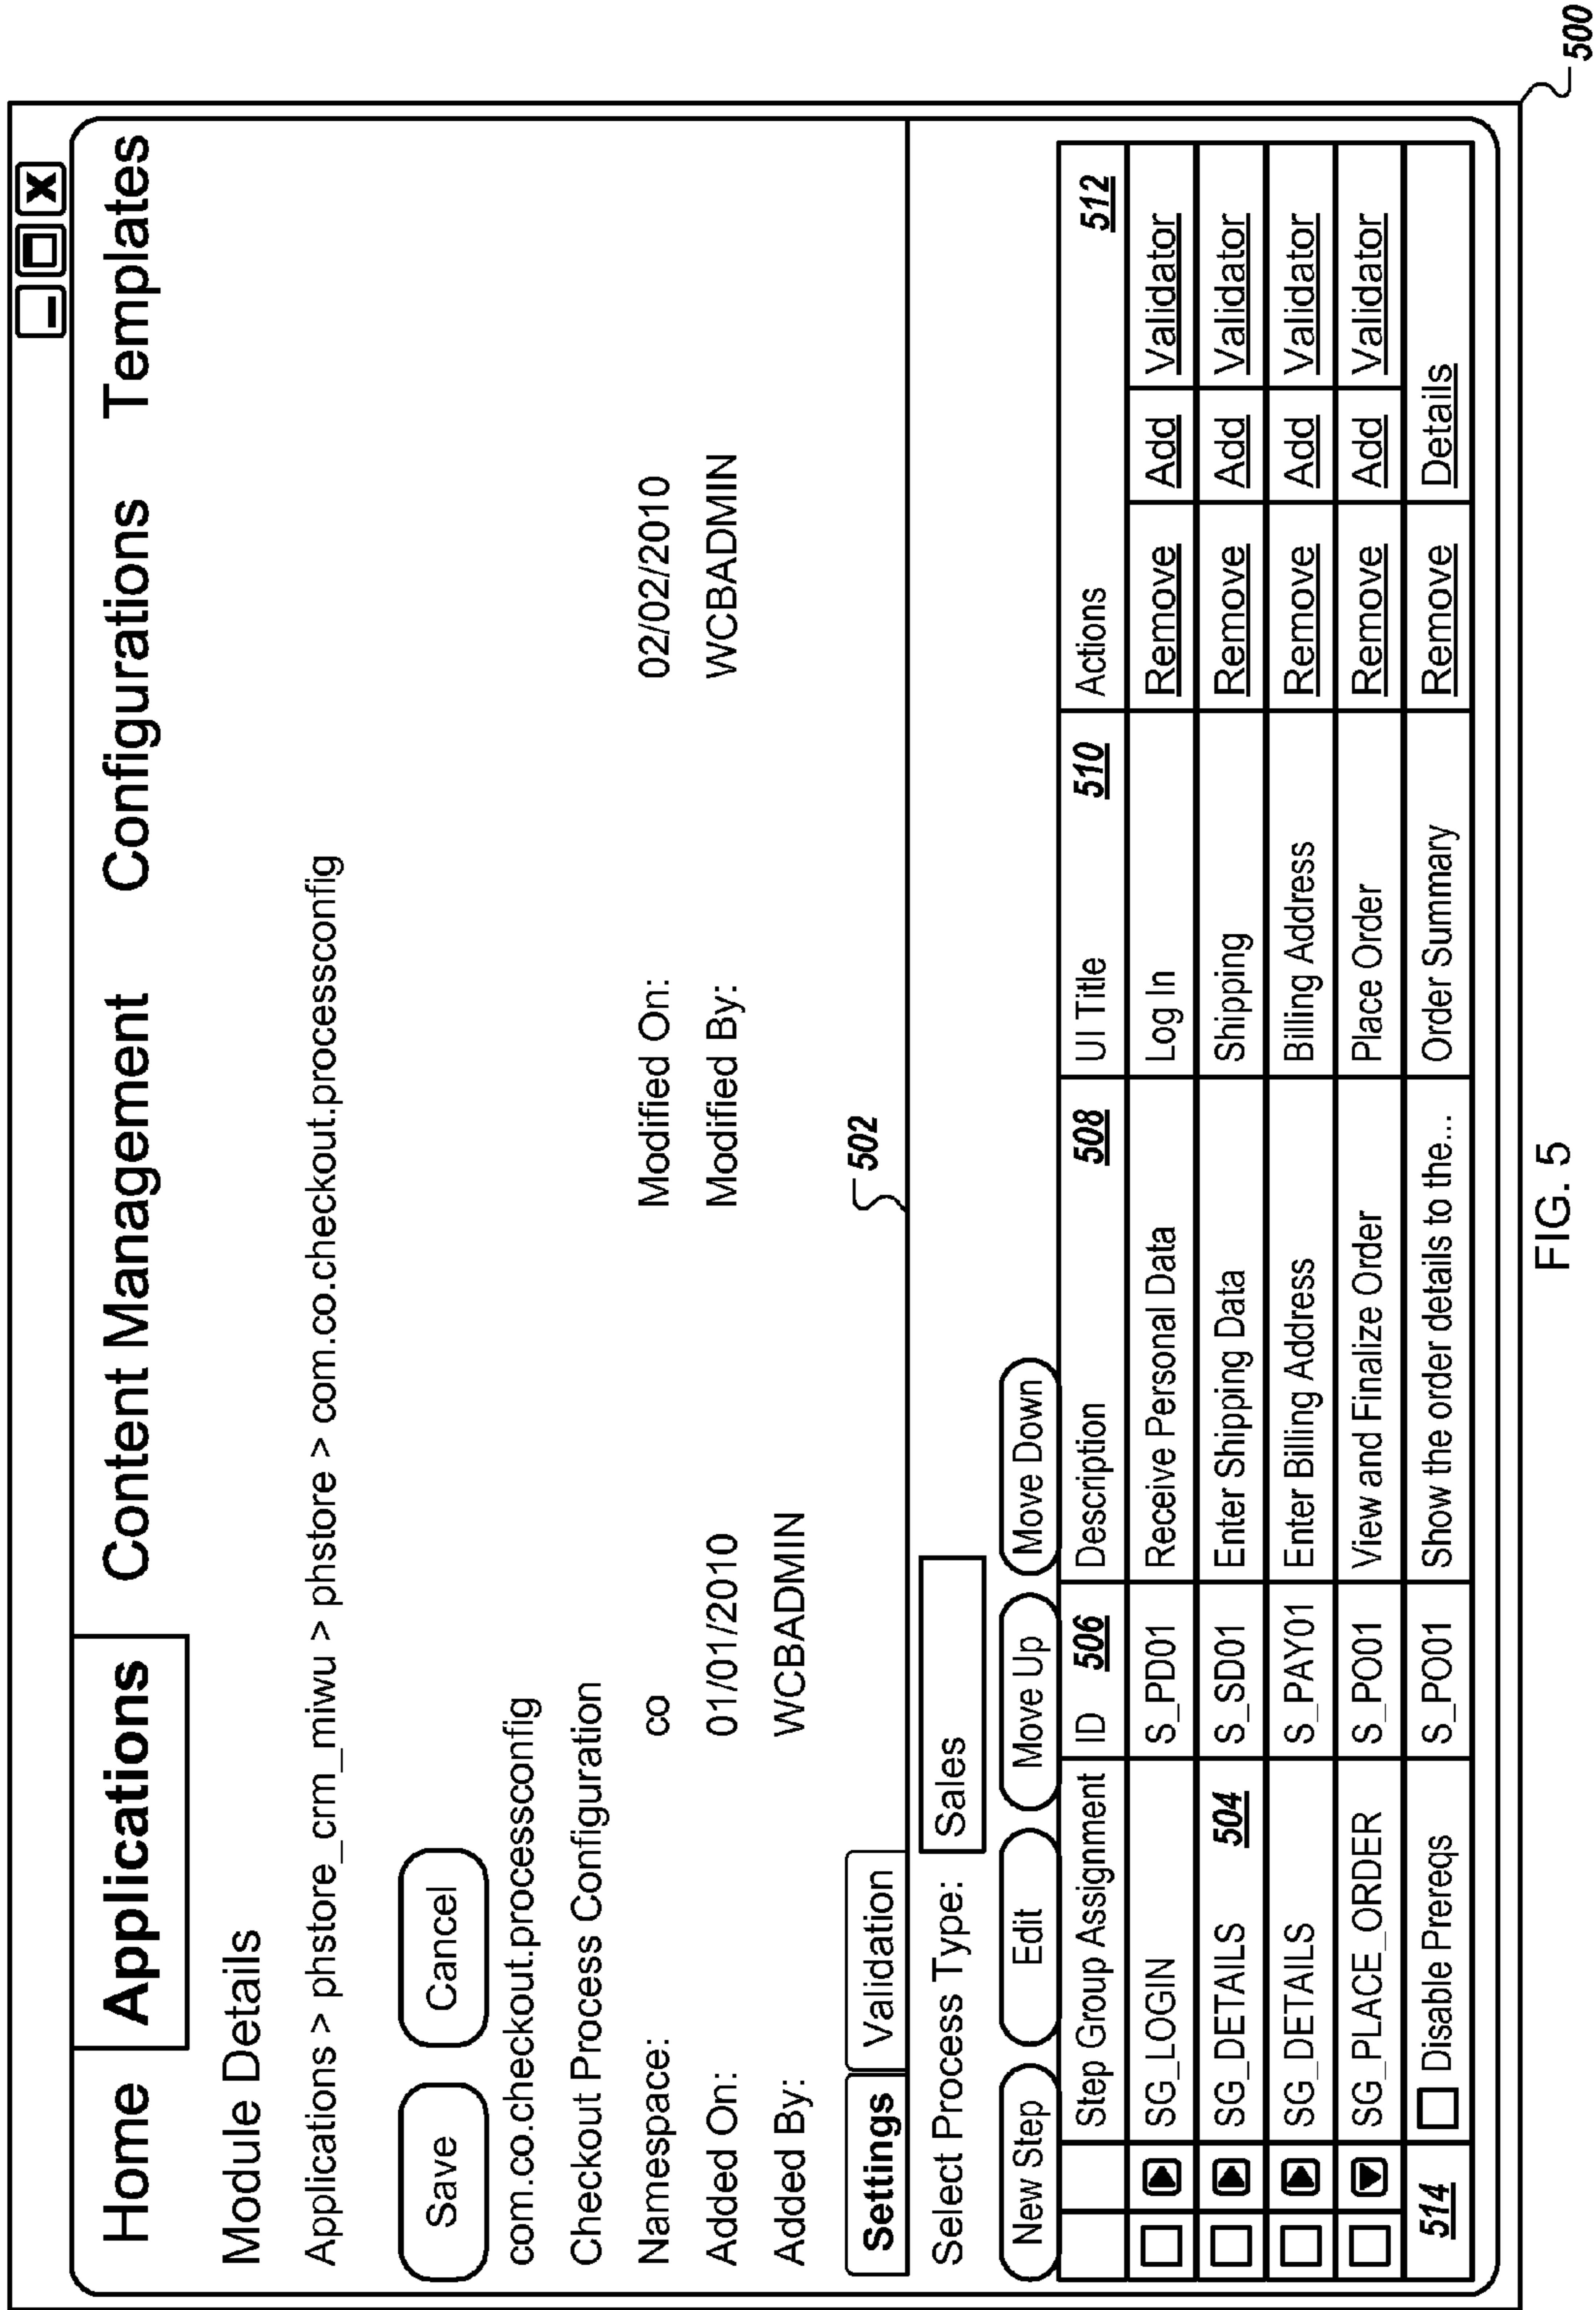 Home Applications Content Management Configurations Templates
Module Details
Applications > phstore_crm_miwu > phstore > com.co.checkout.processconfig
Save Cancel
com.co.checkout.processconfig
Checkout Process Configuration
Namespace: co Modified On: 02/02/2010
Added On: 01/01/2010 Modified By: WCBADMIN
Added By: WCBADMIN
Settings Validation 502
Select Process Type: Sales
New Step Edit Move Up Move Down
Step Group Assignment ID 506 Description 508 UI Title 510 Actions 512
SG_LOGIN S_PD01 Receive Personal Data Log In Remove Add Validator
SG_DETAILS 504 S_SD01 Enter Shipping Data Shipping Remove Add Validator
SG_DETAILS S_PAY01 Enter Billing Address Billing Address Remove Add Validator
SG_PLACE_ORDER S_PO01 View and Finalize Order Place Order Remove Add Validator
514 Disable Prereqs S_PO01 Show the order details to the... Order Summary Remove Details
500
FIG. 5